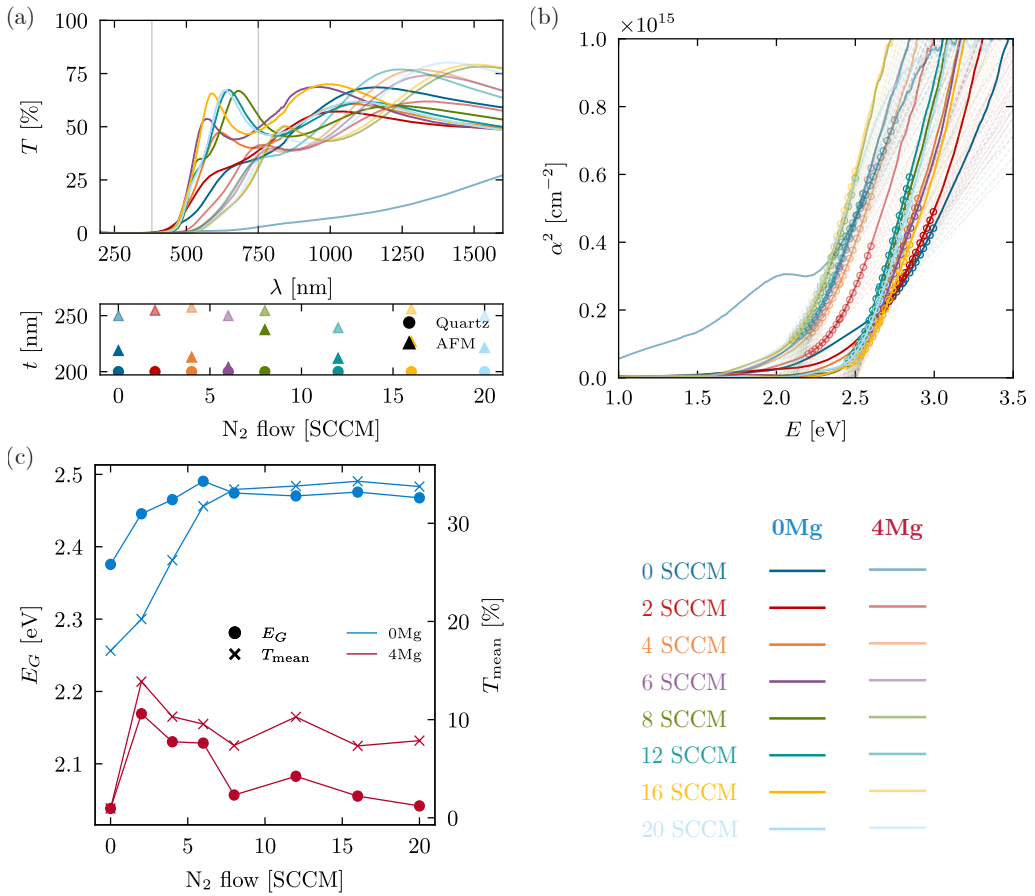 (a)
100
75
50
25
0
T [%]
250 500 750 1000 1250 1500
λ [nm]
250
200
t [nm]
Quartz
AFM
0 5 10 15 20
N₂ flow [SCCM]
(b)
×10¹⁵
1.0
0.8
0.6
0.4
0.2
0.0
α² [cm⁻²]
1.0 1.5 2.0 2.5 3.0 3.5
E [eV]
(c)
2.5
2.4
2.3
2.2
2.1
E_G [eV]
30
20
10
0
T_mean [%]
E_G 0Mg
T_mean 4Mg
0 5 10 15 20
N₂ flow [SCCM]
0Mg 4Mg
0 SCCM
2 SCCM
4 SCCM
6 SCCM
8 SCCM
12 SCCM
16 SCCM
20 SCCM